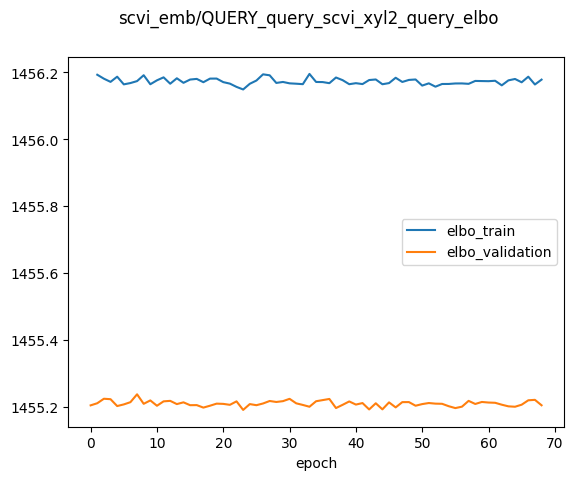 scvi_emb/QUERY_query_scvi_xyl2_query_elbo
1456.2
1456.0
1455.8
1455.6
1455.4
1455.2
elbo_train
elbo_validation
0 10 20 30 40 50 60 70
epoch